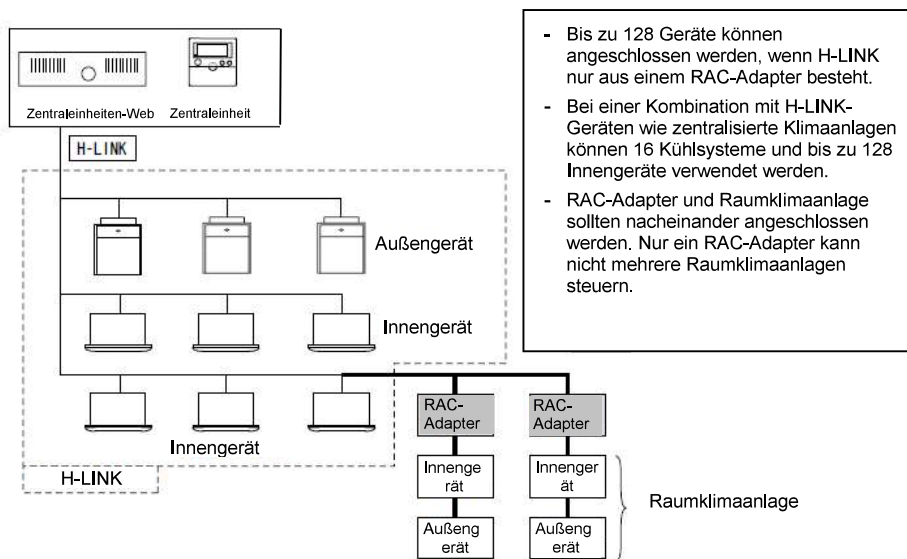 Zentraleinheiten-Web Zentraleinheit
H-LINK
Außengerät
Innengerät
Innengerät
H-LINK
RAC-
Adapter
RAC-
Adapter
Innenge
rät
Innenger
ät
Außeng
erät
Außeng
erät
Raumklimaanlage
- Bis zu 128 Geräte können
angeschlossen werden, wenn H-LINK
nur aus einem RAC-Adapter besteht.
- Bei einer Kombination mit H-LINK-
Geräten wie zentralisierte Klimaanlagen
können 16 Kühlsysteme und bis zu 128
Innengeräte verwendet werden.
- RAC-Adapter und Raumklimaanlage
sollten nacheinander angeschlossen
werden. Nur ein RAC-Adapter kann
nicht mehrere Raumklimaanlagen
steuern.